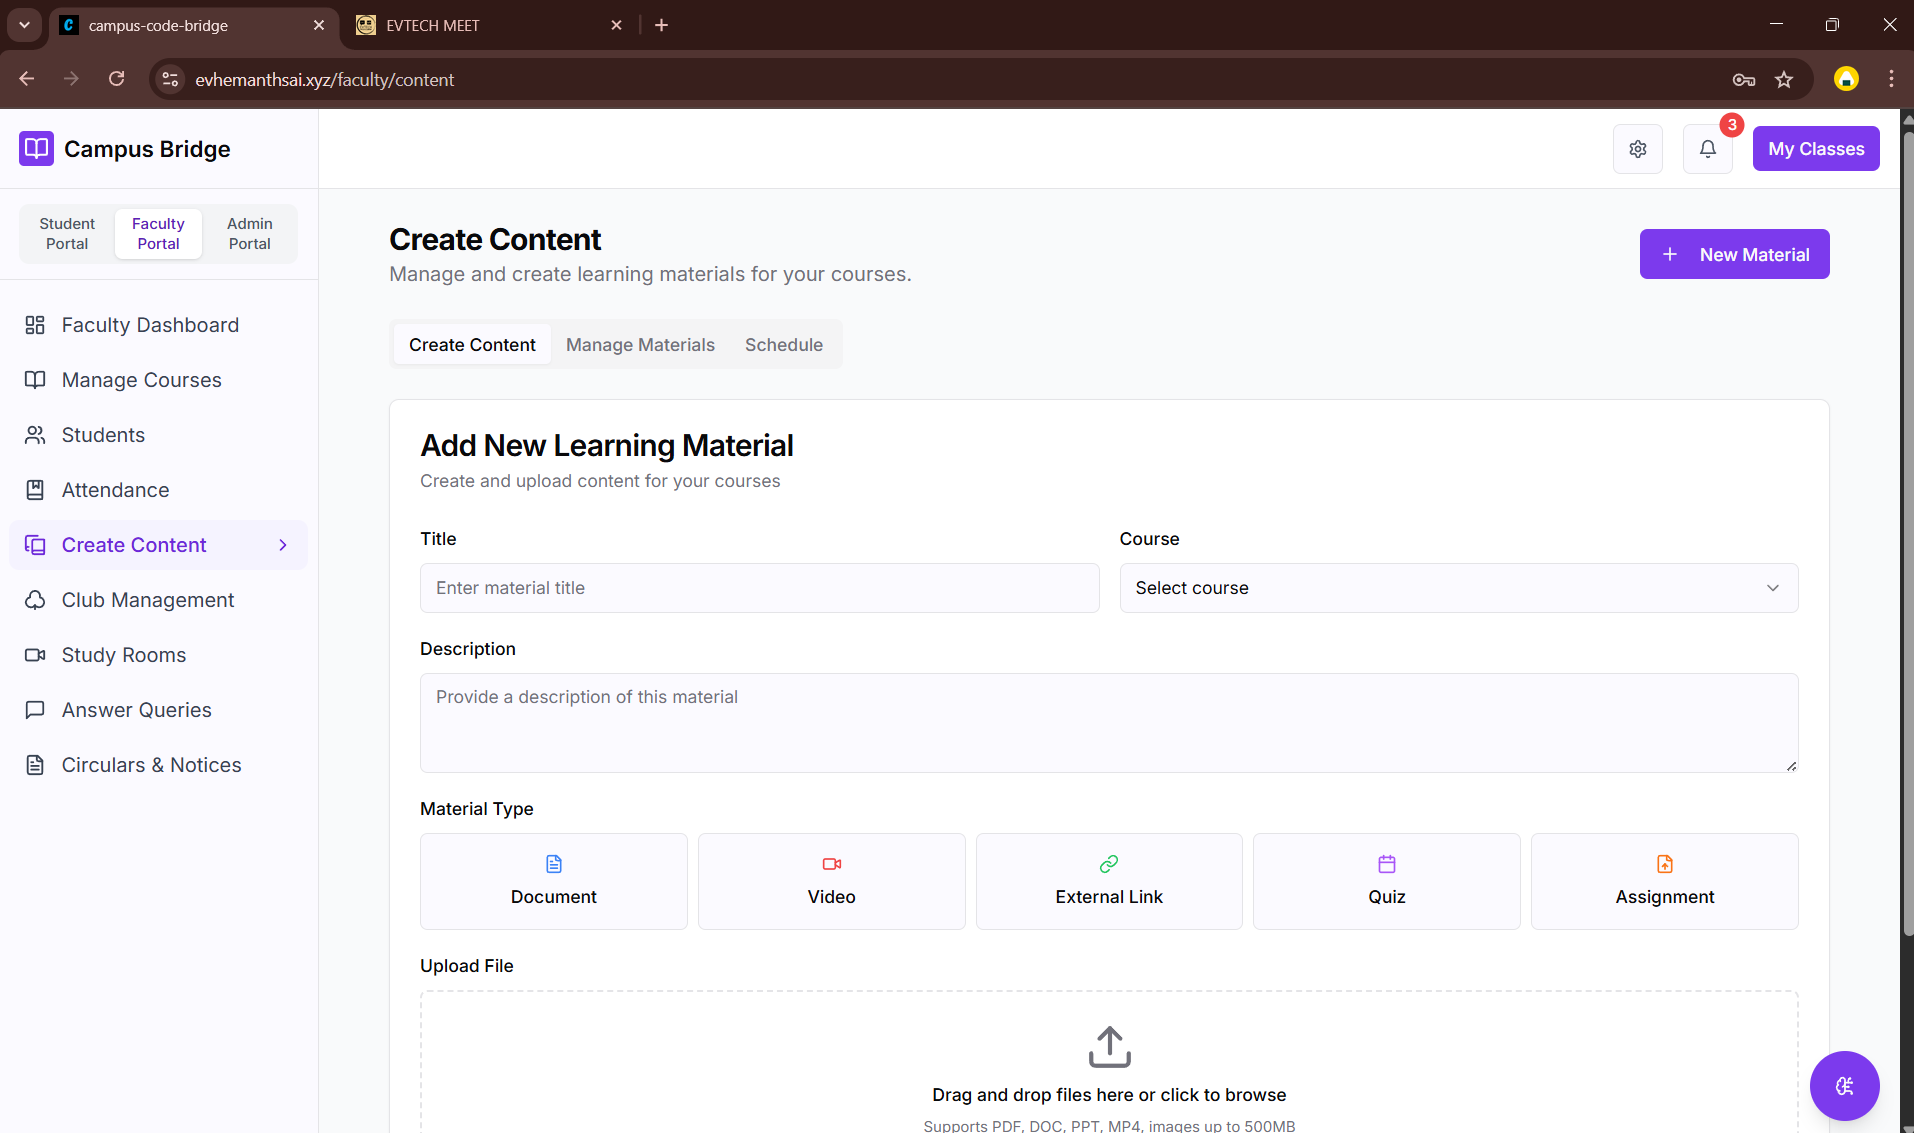 campus-code-bridge
EVTECH MEET
evhemanthsai.xyz/faculty/content
Campus Bridge
3
My Classes
Student Portal
Faculty Portal
Admin Portal
Faculty Dashboard
Manage Courses
Students
Attendance
Create Content
Club Management
Study Rooms
Answer Queries
Circulars & Notices
Create Content
Manage and create learning materials for your courses.
New Material
Create Content
Manage Materials
Schedule
Add New Learning Material
Create and upload content for your courses
Title
Course
Enter material title
Select course
Description
Provide a description of this material
Material Type
Document
Video
External Link
Quiz
Assignment
Upload File
Drag and drop files here or click to browse
Supports PDF, DOC, PPT, MP4, images up to 500MB